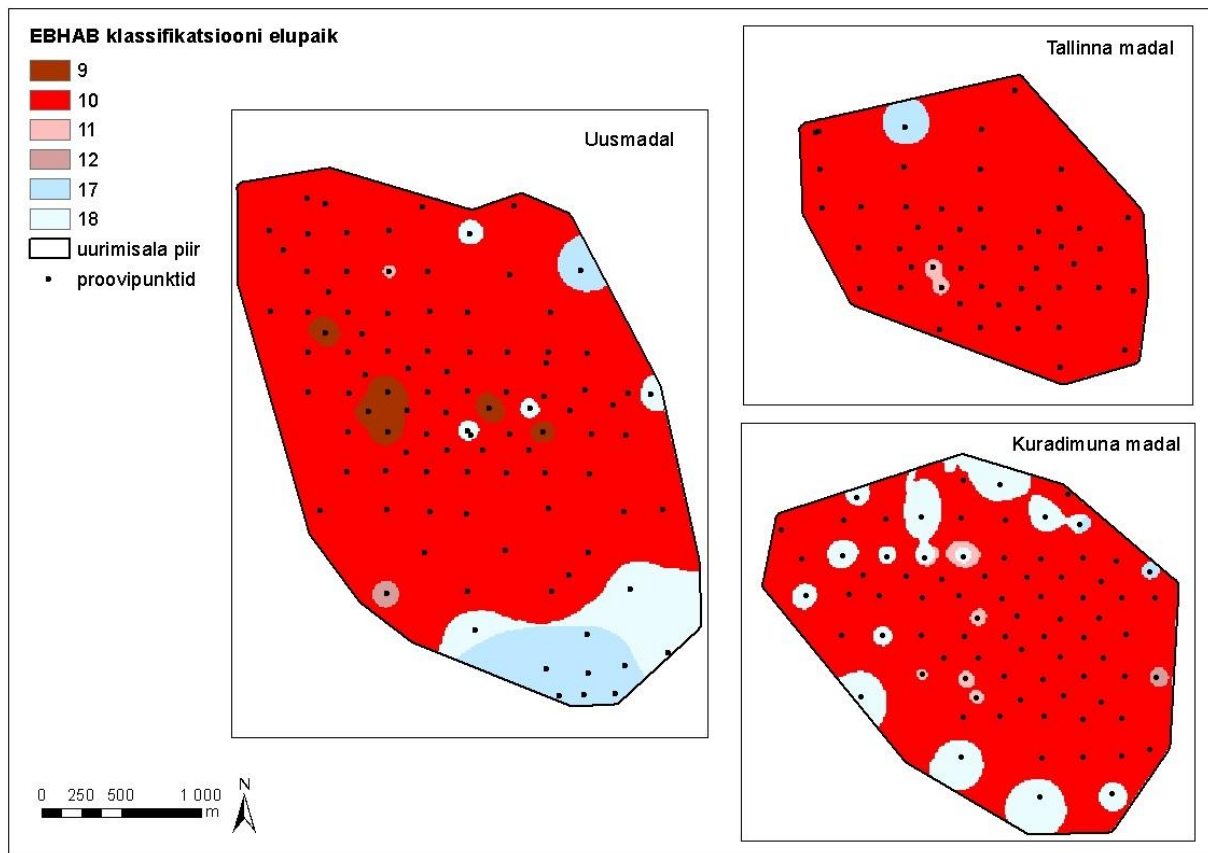 EBHAB klassifikatsiooni elupaik
9
10
11
12
17
18
uurimisala piir
proovipunktid
Uusmadal
Tallinna madal
Kuradimuna madal
0 250 500 1 000
m
N